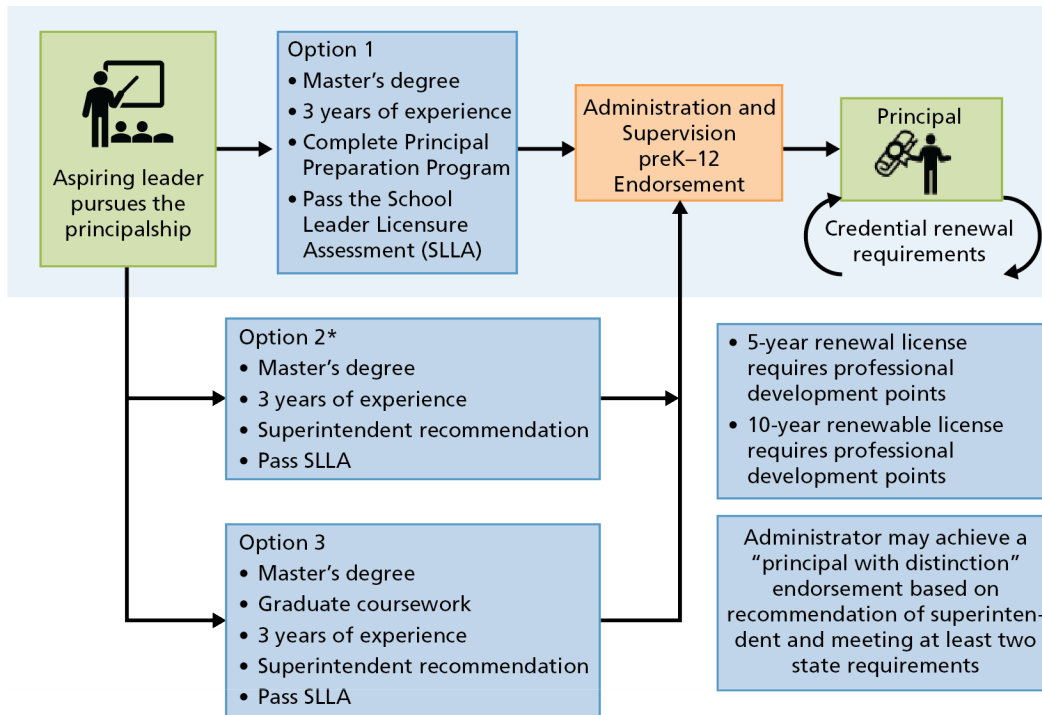 Aspiring leader
pursues the
principalship
Option 1
• Master’s degree
• 3 years of experience
• Complete Principal
Preparation Program
• Pass the School
Leader Licensure
Assessment (SLLA)
Administration and
Supervision
preK–12
Endorsement
Principal
Credential renewal
requirements
Option 2*
• Master’s degree
• 3 years of experience
• Superintendent recommendation
• Pass SLLA
Option 3
• Master’s degree
• Graduate coursework
• 3 years of experience
• Superintendent recommendation
• Pass SLLA
• 5-year renewal license
requires professional
development points
• 10-year renewable license
requires professional
development points
Administrator may achieve a
“principal with distinction”
endorsement based on
recommendation of superinten-
dent and meeting at least two
state requirements